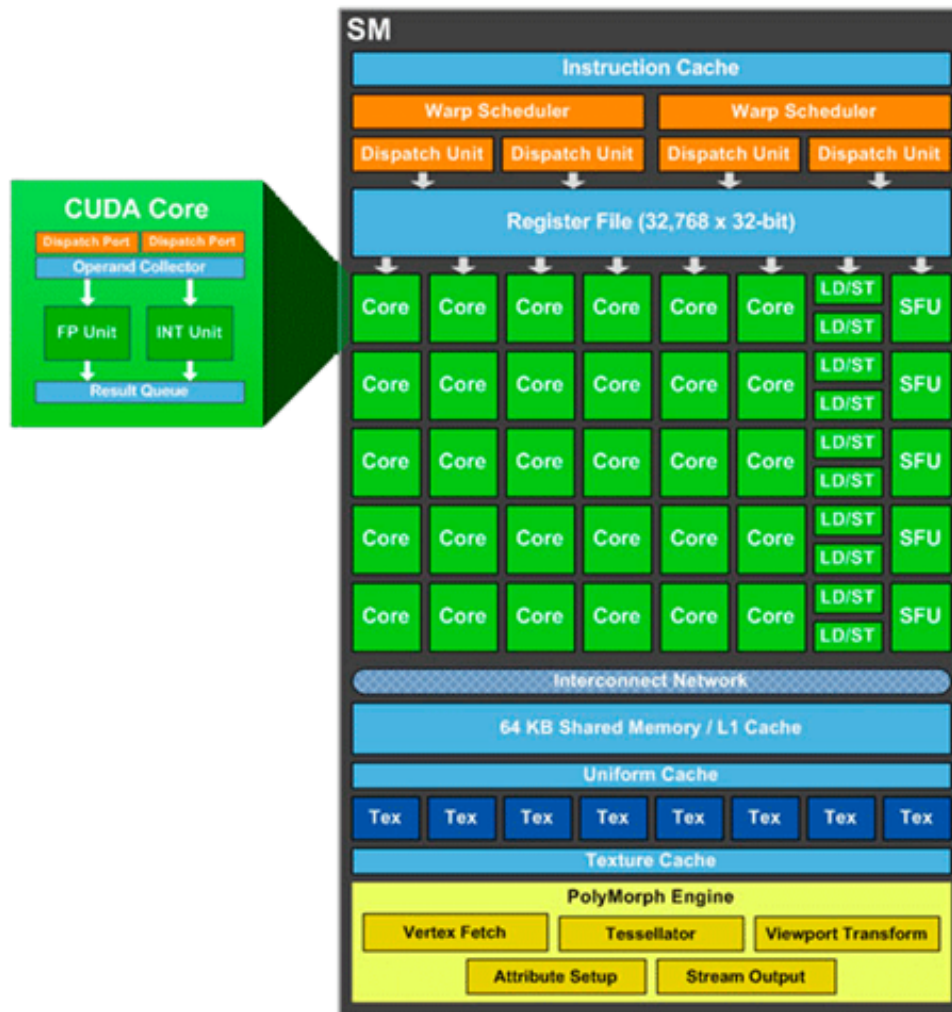 SM
Instruction Cache
Warp Scheduler Warp Scheduler
Dispatch Unit Dispatch Unit Dispatch Unit Dispatch Unit
Register File (32,768 x 32-bit)
CUDA Core
Dispatch Port Dispatch Port
Operand Collector
FP Unit INT Unit
Result Queue
Core Core Core Core Core Core LD/ST SFU
LD/ST
Core Core Core Core Core Core LD/ST SFU
LD/ST
Core Core Core Core Core Core LD/ST SFU
LD/ST
Core Core Core Core Core Core LD/ST SFU
LD/ST
Core Core Core Core Core Core LD/ST SFU
LD/ST
Interconnect Network
64 KB Shared Memory / L1 Cache
Uniform Cache
Tex Tex Tex Tex Tex Tex Tex Tex
Texture Cache
PolyMorph Engine
Vertex Fetch Tessellator Viewport Transform
Attribute Setup Stream Output